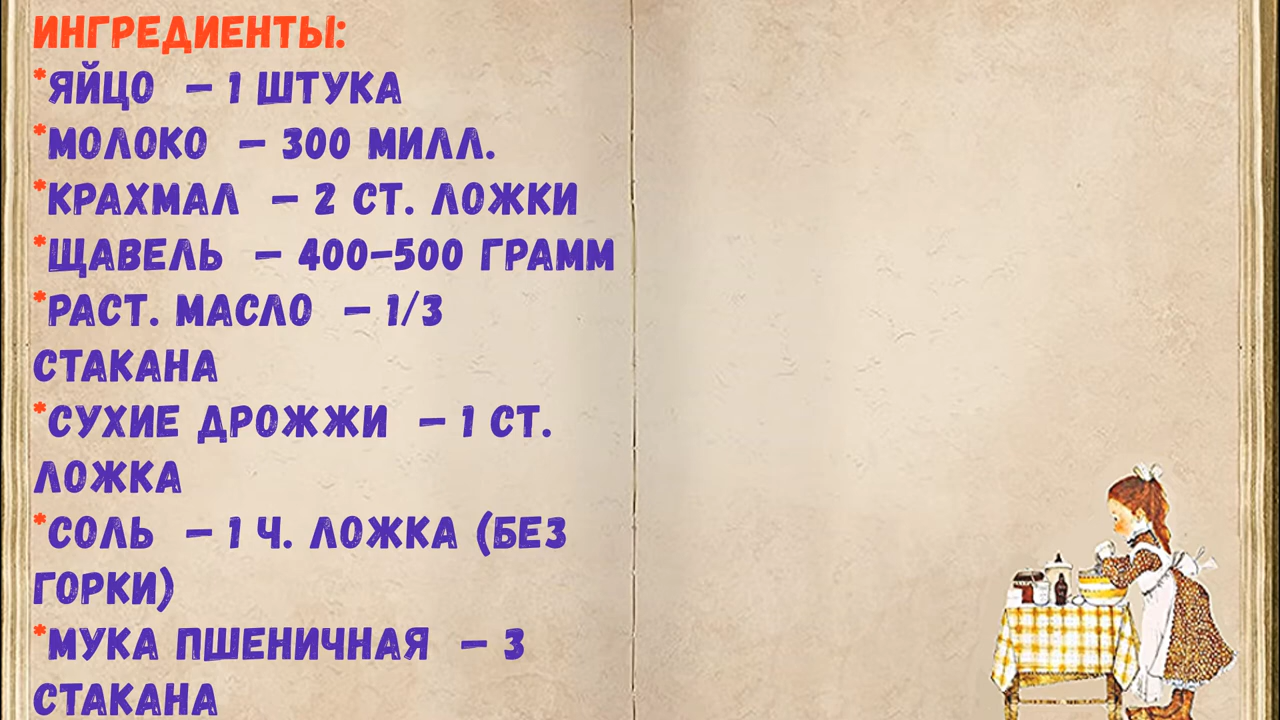 ИНГРЕДИЕНТЫ:
*ЯЙЦО – 1 ШТУКА
*МОЛОКО – 300 МИЛЛ.
*КРАХМАЛ – 2 СТ. ЛОЖКИ
*ЩАВЕЛЬ – 400-500 ГРАММ
*РАСТ. МАСЛО – 1/3
СТАКАНА
*СУХИЕ ДРОЖЖИ – 1 СТ.
ЛОЖКА
*СОЛЬ – 1 Ч. ЛОЖКА (БЕЗ
ГОРКИ)
*МУКА ПШЕНИЧНАЯ – 3
СТАКАНА